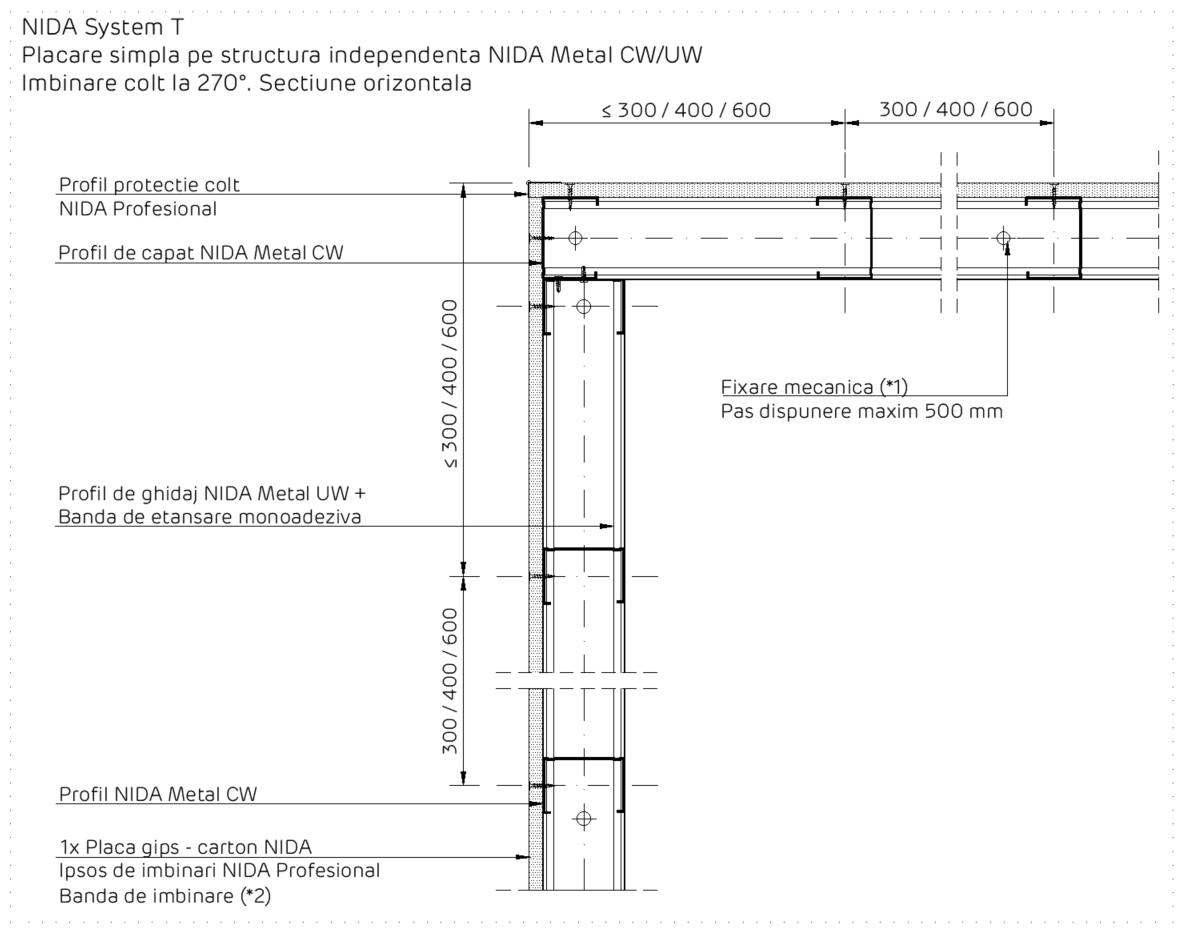 NIDA System T
Placare simpla pe structura independenta NIDA Metal CW/UW
Imbinare colt la 270°. Sectiune orizontala
≤ 300 / 400 / 600
300 / 400 / 600
Profil protectie colt
NIDA Profesional
Profil de capat NIDA Metal CW
≤ 300 / 400 / 600
Fixare mecanica (*1)
Pas dispunere maxim 500 mm
Profil de ghidaj NIDA Metal UW +
Banda de etansare monoadeziva
300 / 400 / 600
Profil NIDA Metal CW
1x Placa gips - carton NIDA
Ipsos de imbinari NIDA Profesional
Banda de imbinare (*2)